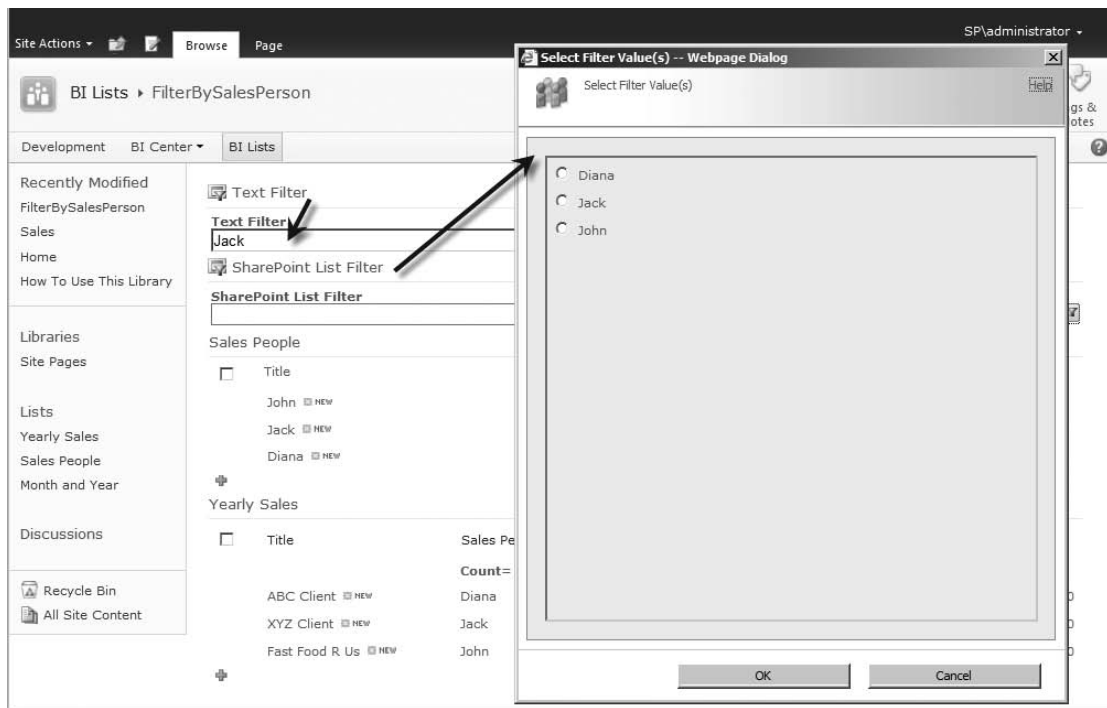 SP\administrator
Site Actions
Browse
Page
Select Filter Value(s) -- Webpage Dialog
Select Filter Value(s)
Help
BI Lists FilterBySalesPerson
gs &
otes
Development BI Center BI Lists
Recently Modified
FilterBySalesPerson
Sales
Home
How To Use This Library
Libraries
Site Pages
Lists
Yearly Sales
Sales People
Month and Year
Discussions
Recycle Bin
All Site Content
Text Filter
Text Filter
Jack
SharePoint List Filter
SharePoint List Filter
Sales People
Title
John NEW
Jack NEW
Diana NEW
Yearly Sales
Title Sales Pe
Count=
ABC Client NEW Diana
XYZ Client NEW Jack
Fast Food R Us NEW John
Diana
Jack
John
OK
Cancel